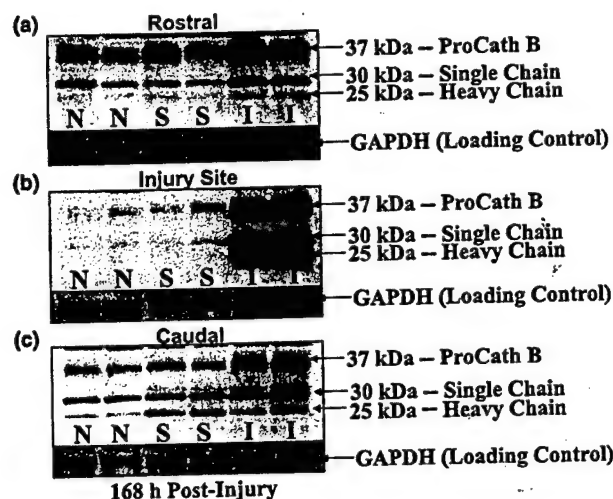 (a) Rostral
37 kDa – ProCath B
30 kDa – Single Chain
25 kDa – Heavy Chain
N N S S I I
GAPDH (Loading Control)
(b) Injury Site
37 kDa – ProCath B
30 kDa – Single Chain
25 kDa – Heavy Chain
N N S S I I
GAPDH (Loading Control)
(c) Caudal
37 kDa – ProCath B
30 kDa – Single Chain
25 kDa – Heavy Chain
N N S S I I
GAPDH (Loading Control)
168 h Post-Injury